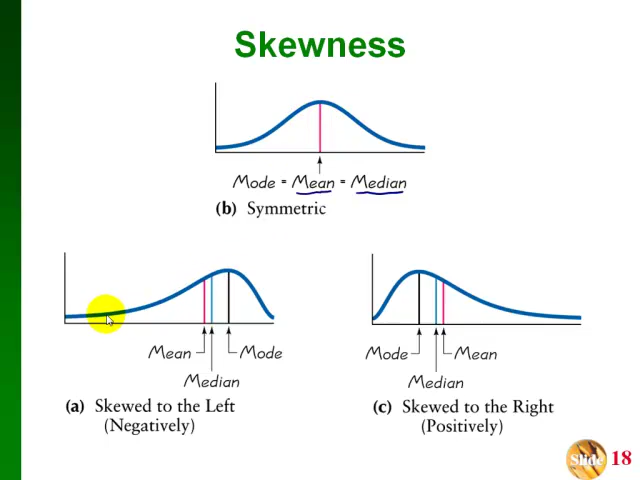 Skewness
Mode = Mean = Median
(b) Symmetric
Mean
Mode
Median
(a) Skewed to the Left
(Negatively)
Mode
Mean
Median
(c) Skewed to the Right
(Positively)
Slide 18